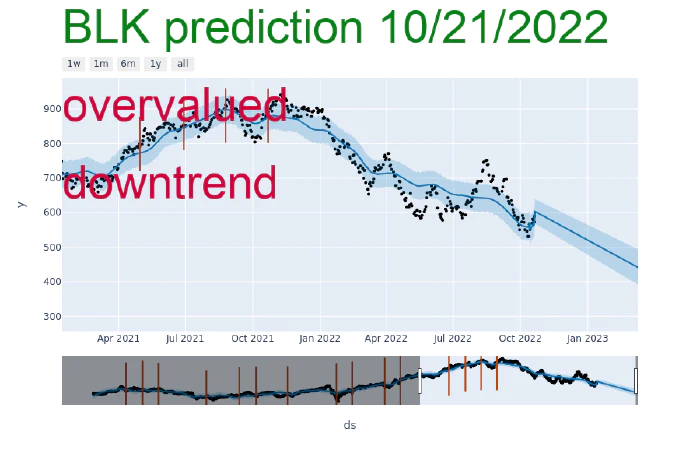 BLK prediction 10/21/2022
1w 1m 6m 1y all
overvalued
downtrend
900
800
700
600
500
400
300
y
Apr 2021 Jul 2021 Oct 2021 Jan 2022 Apr 2022 Jul 2022 Oct 2022 Jan 2023
ds